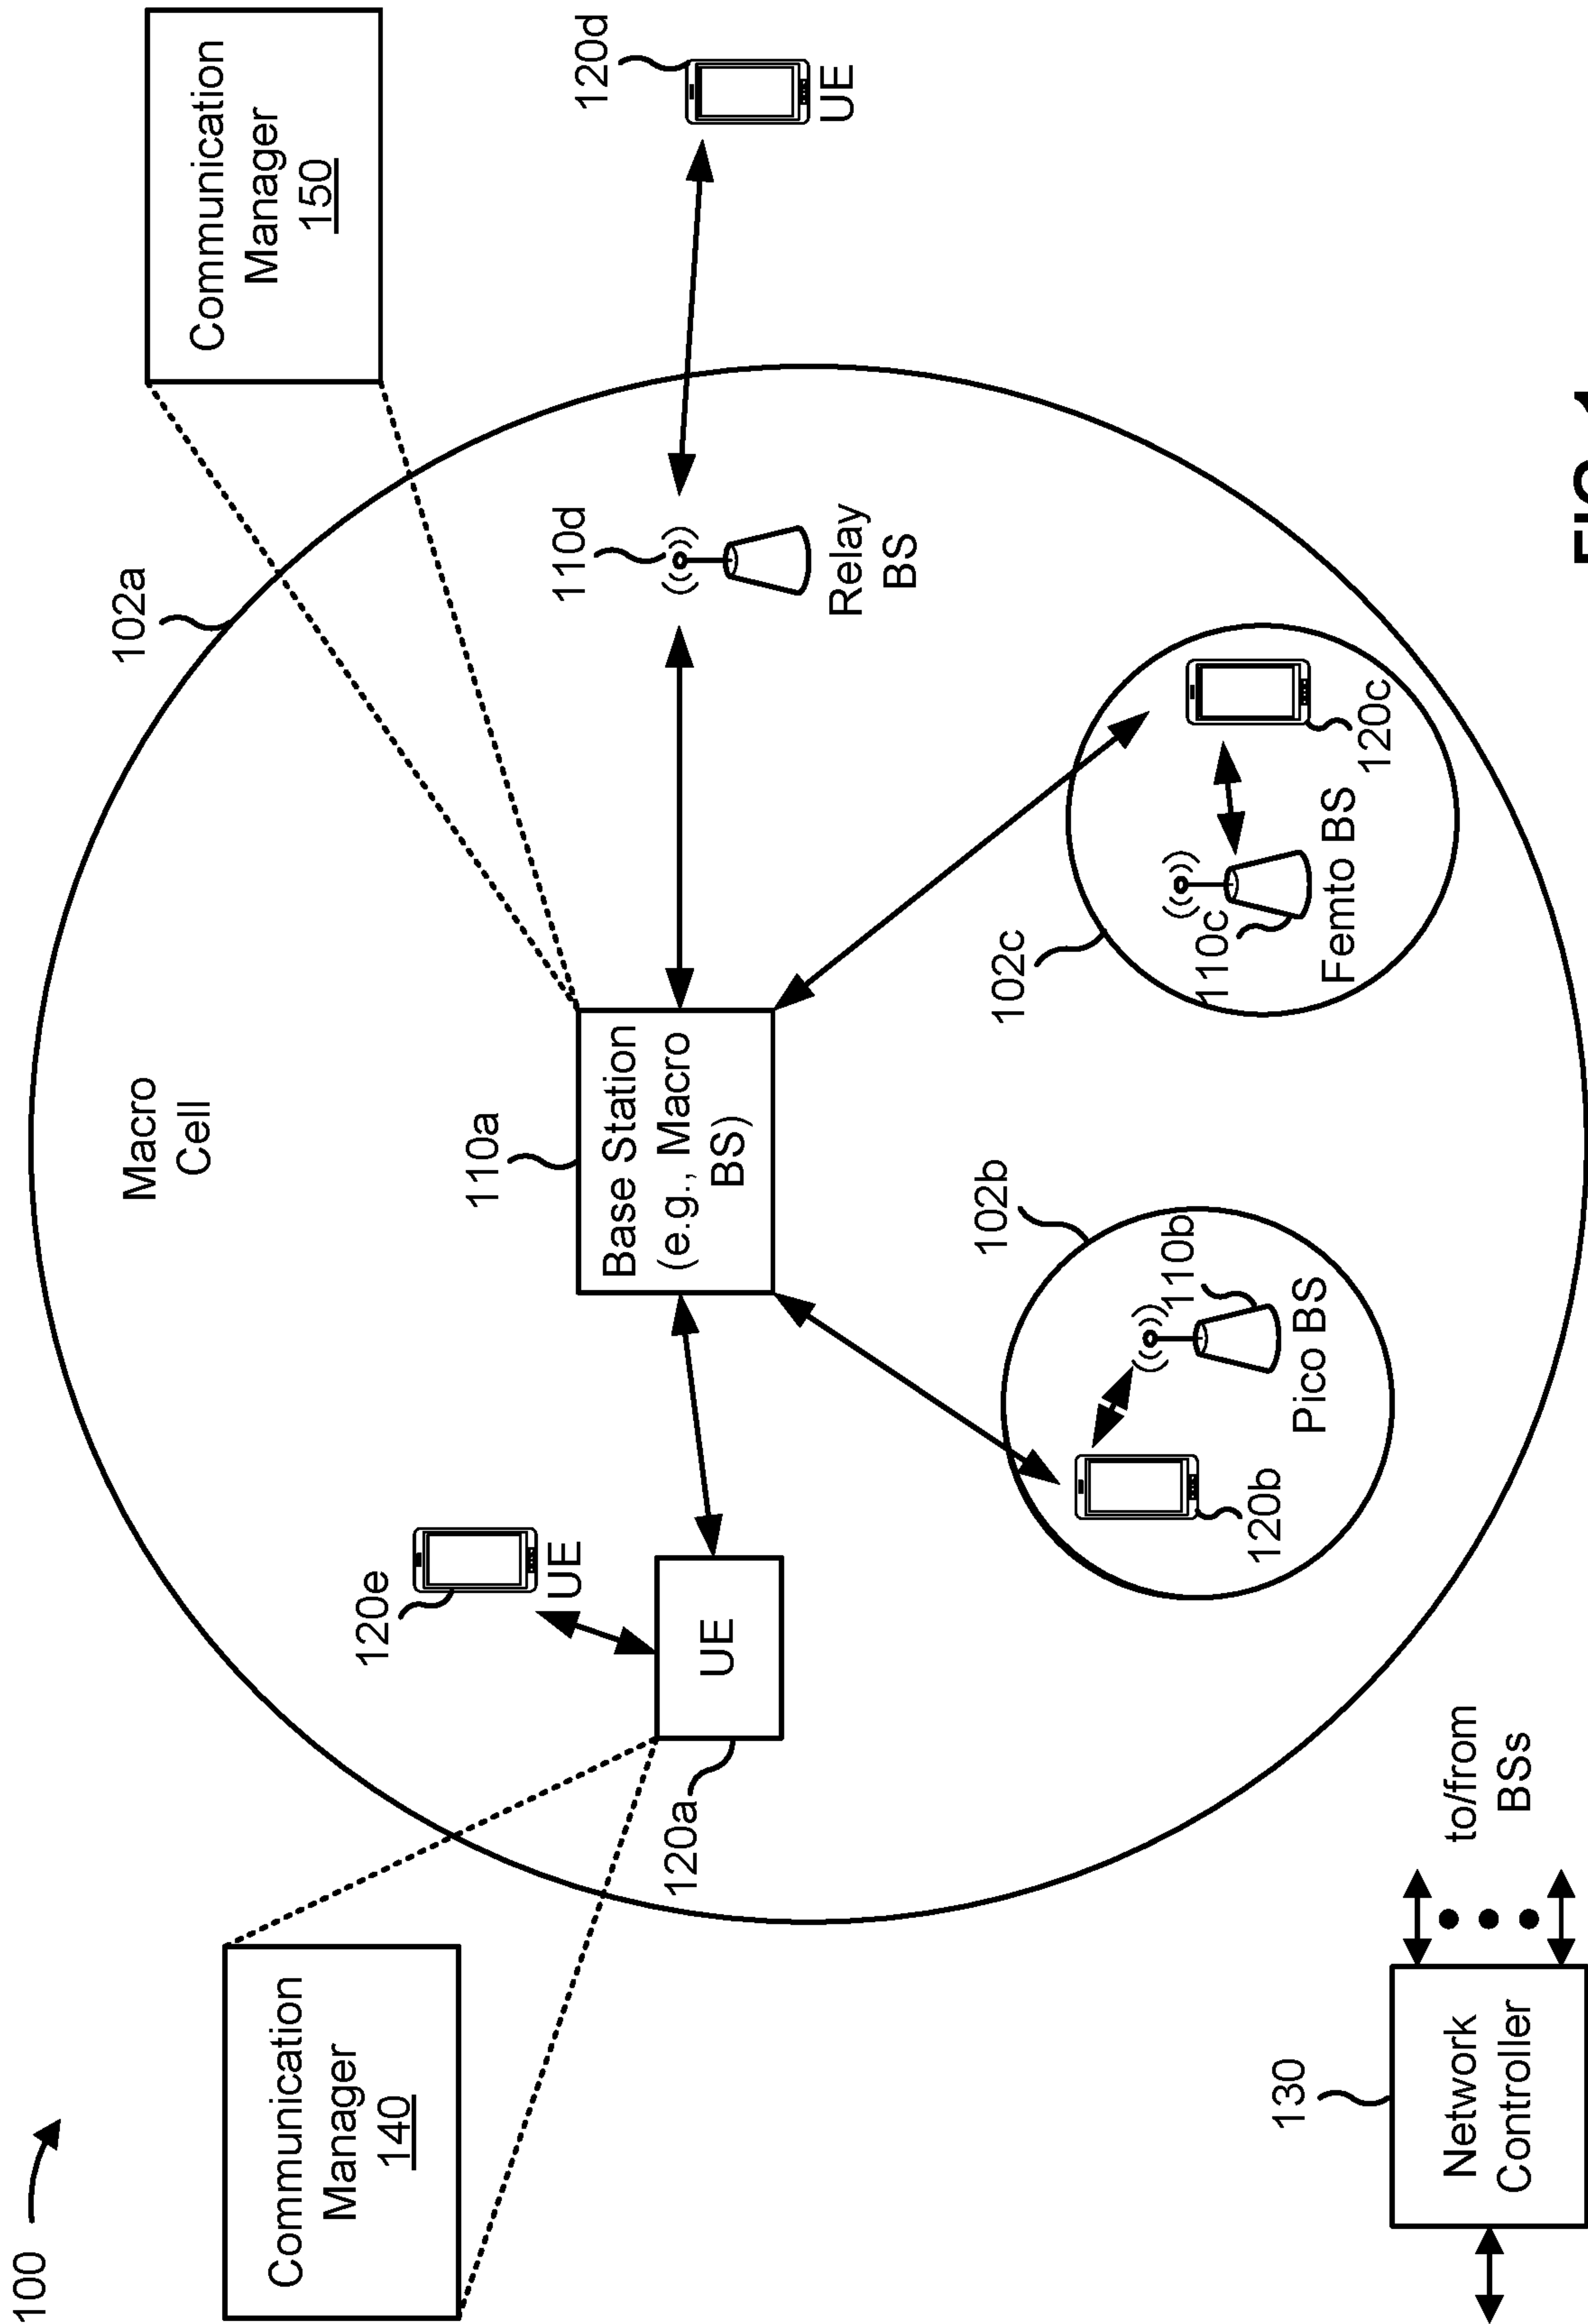 100
Communication
Manager
140
Communication
Manager
150
102a
Macro
Cell
120e
UE
110a
Base Station
(e.g., Macro
BS)
110d
Relay
BS
120d
UE
UE
120a
102b
110b
Pico BS
120b
102c
110c
Femto BS
120c
130
Network
Controller
to/from
BSs